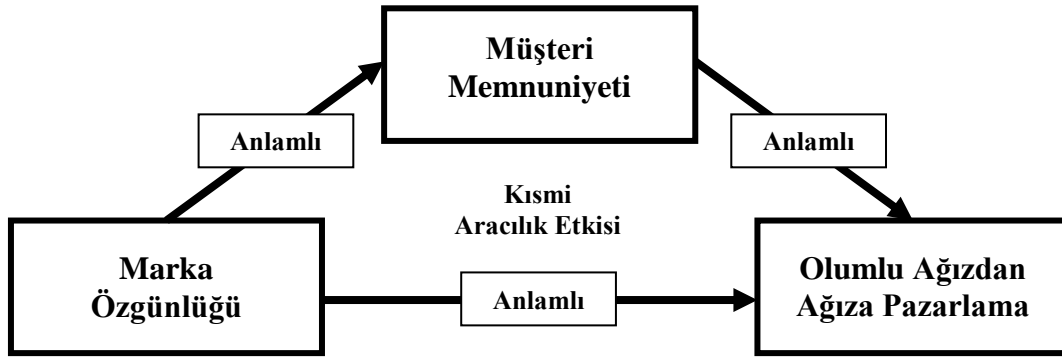 Müşteri
Memnuniyeti
Anlamlı
Anlamlı
Kısmi
Aracılık Etkisi
Marka
Özgünlüğü
Anlamlı
Olumlu Ağızdan
Ağıza Pazarlama